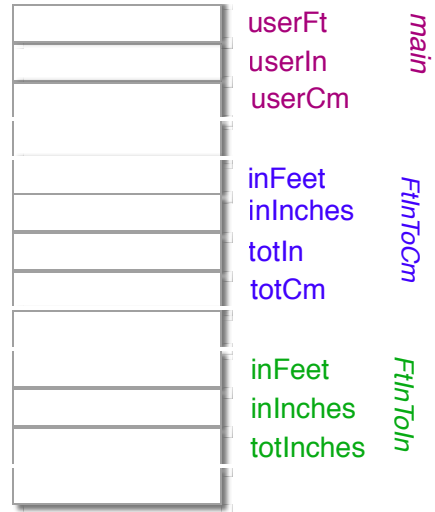 userFt
userIn
userCm
main
inFeet
inInches
totIn
totCm
FtInToCm
inFeet
inInches
totInches
FtInToIn